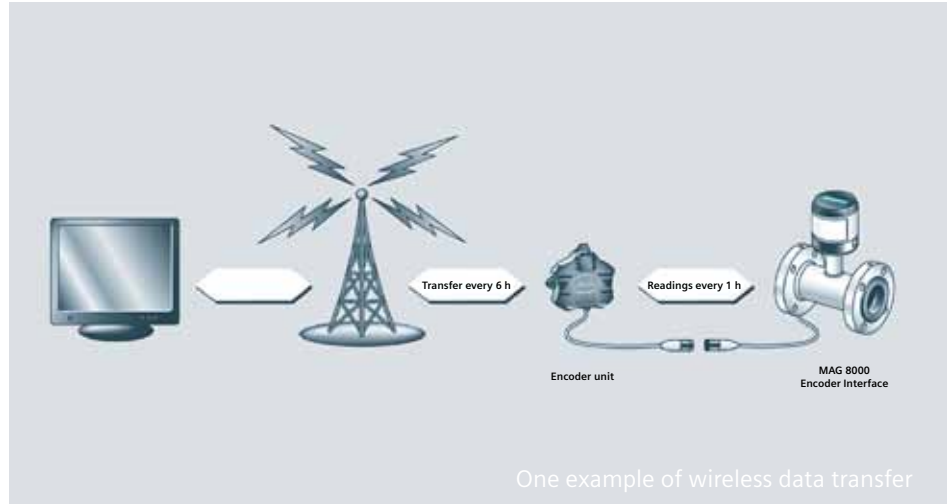 Transfer every 6 h
Readings every 1 h
Encoder unit
MAG 8000
Encoder Interface
One example of wireless data transfer